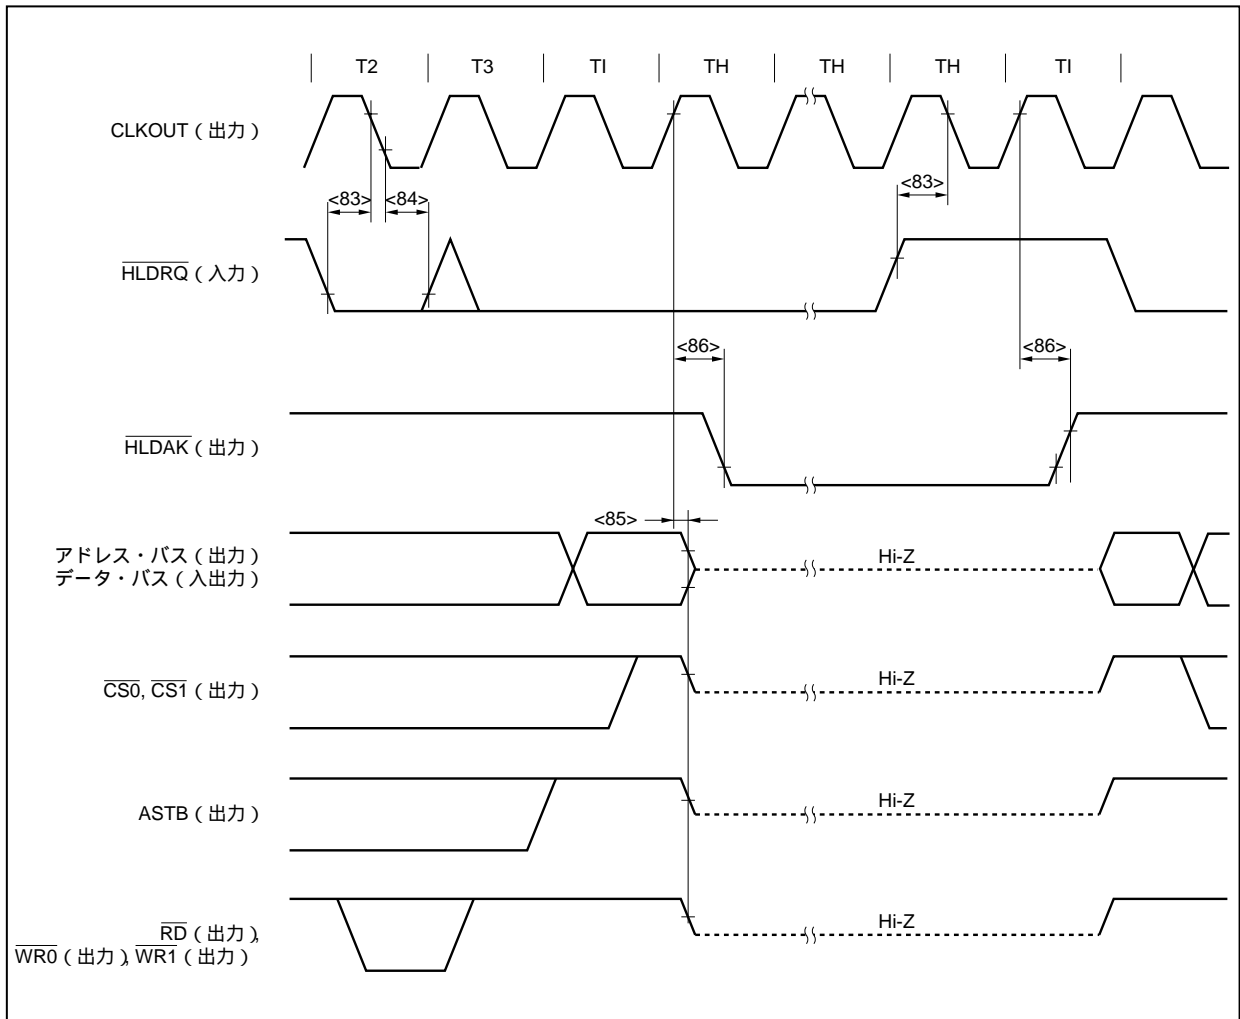 T2 T3 TI TH TH TH TI
CLKOUT（出力）
<83> <84> <83>
HLDRQ（入力）
<86> <86>
HLDAK（出力）
<85>
アドレス・バス（出力） Hi-Z
データ・バス（入出力）
CS0, CS1（出力） Hi-Z
ASTB（出力） Hi-Z
RD（出力）, Hi-Z
WR0（出力）, WR1（出力）